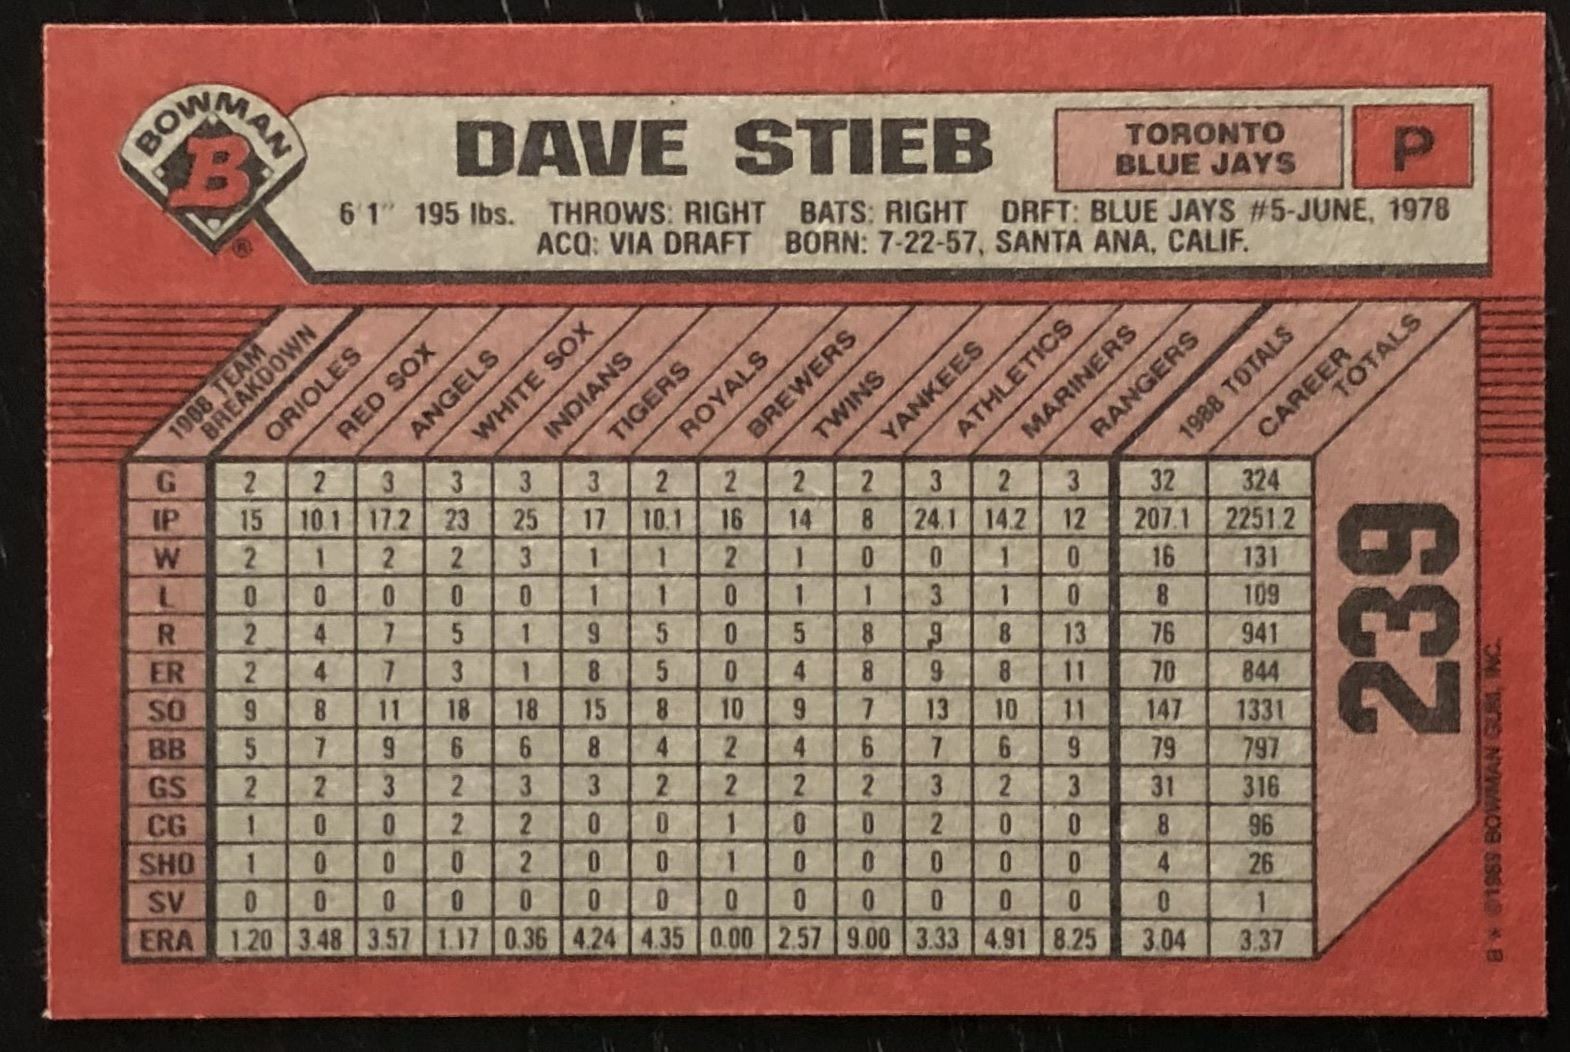 BOWMAN
B
®
DAVE STIEB
TORONTO
BLUE JAYS
P
6'1" 195 lbs. THROWS: RIGHT BATS: RIGHT DRFT: BLUE JAYS #5-JUNE, 1978
ACQ: VIA DRAFT BORN: 7-22-57, SANTA ANA, CALIF.
1988 TEAM BREAKDOWN ORIOLES RED SOX ANGELS WHITE SOX INDIANS TIGERS ROYALS BREWERS TWINS YANKEES ATHLETICS MARINERS RANGERS 1988 TOTALS CAREER TOTALS
G 2 2 3 3 3 3 2 2 2 2 3 2 3 32 324
IP 15 10.1 17.2 23 25 17 10.1 16 14 8 24.1 14.2 12 207.1 2251.2
W 2 1 2 2 3 1 1 2 1 0 0 1 0 16 131
L 0 0 0 0 0 1 1 0 1 1 3 1 0 8 109
R 2 4 7 5 1 9 5 0 5 8 9 8 13 76 941
ER 2 4 7 3 1 8 5 0 4 8 9 8 11 70 844
SO 9 8 11 18 18 15 8 10 9 7 13 10 11 147 1331
BB 5 7 9 6 6 8 4 2 4 6 7 6 9 79 797
GS 2 2 3 2 3 3 2 2 2 2 3 2 3 31 316
CG 1 0 0 2 2 0 0 1 0 0 2 0 0 8 96
SHO 1 0 0 0 2 0 0 1 0 0 0 0 0 4 26
SV 0 0 0 0 0 0 0 0 0 0 0 0 0 0 1
ERA 1.20 3.48 3.57 1.17 0.36 4.24 4.35 0.00 2.57 9.00 3.33 4.91 8.25 3.04 3.37
239
B * ©1989 BOWMAN GUM, INC.